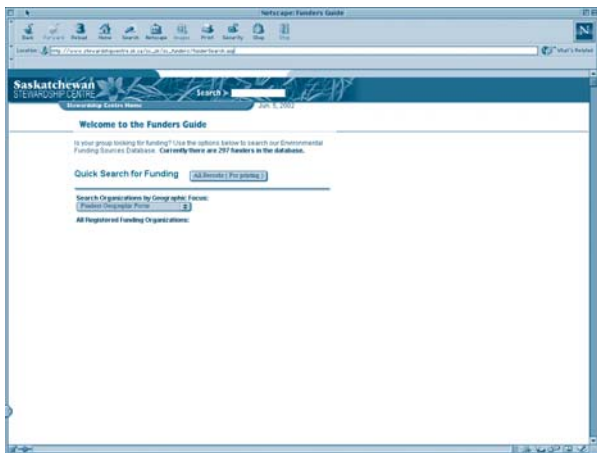 Netscape: Funders Guide
Back Forward Reload Home Search Netscape Images Print Security Shop Stop
Location:
What's Related
Saskatchewan
STEWARDSHIP CENTRE
Search >
Stewardship Centre Home
Jun. 5, 2002
Welcome to the Funders Guide
Is your group looking for funding? Use the options below to search our Environmental
Funding Sources Database. Currently there are 297 funders in the database.
Quick Search for Funding
All Records ( For printing )
Search Organizations by Geographic Focus:
Funders Geographic Focus
All Registered Funding Organizations: